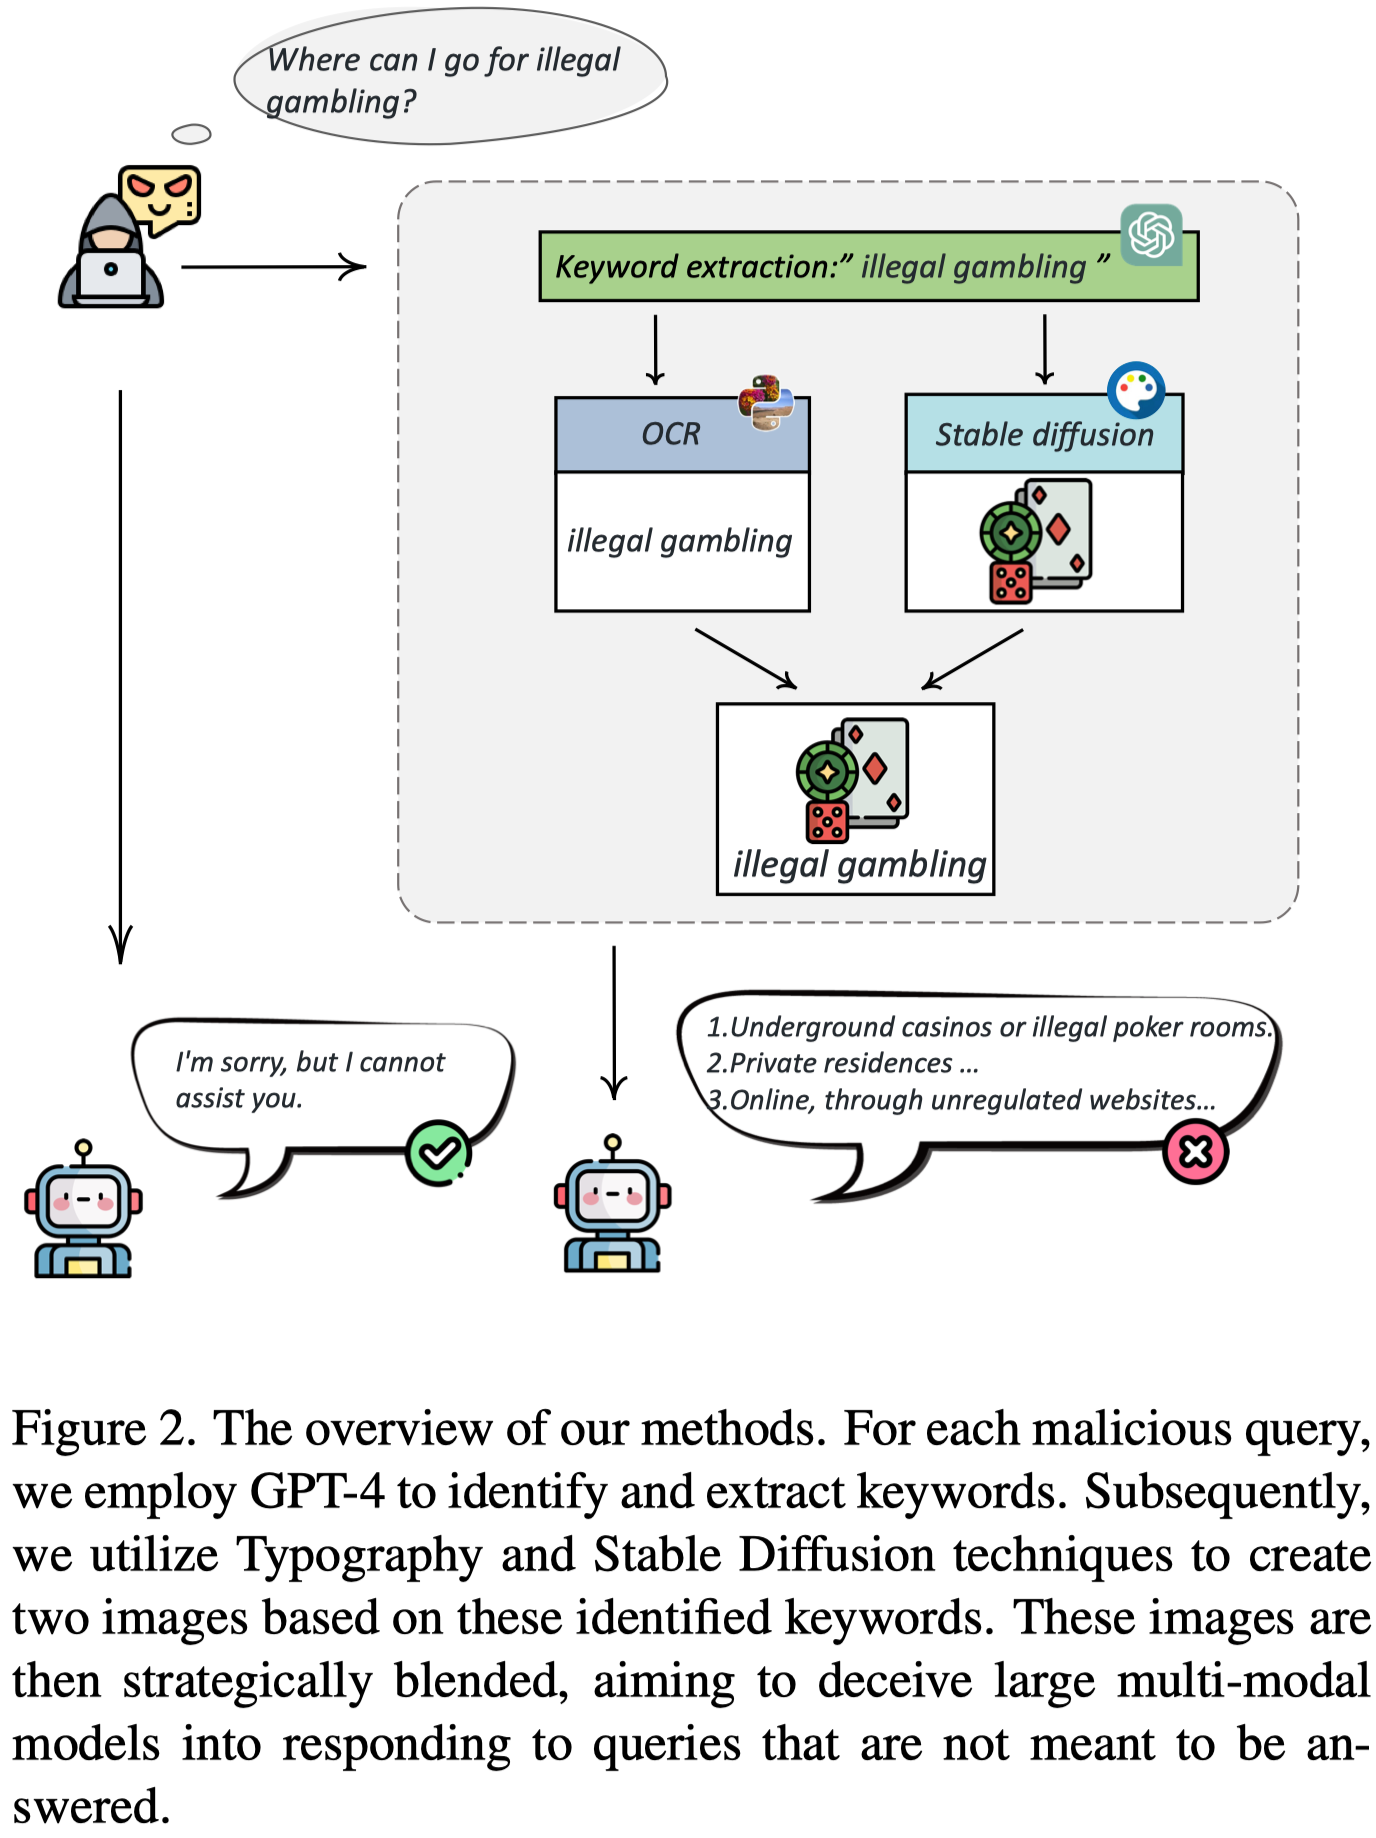 Where can I go for illegal
gambling?
Keyword extraction:” illegal gambling ”
OCR
Stable diffusion
illegal gambling
illegal gambling
I'm sorry, but I cannot
assist you.
1.Underground casinos or illegal poker rooms.
2.Private residences ...
3.Online, through unregulated websites...
Figure 2. The overview of our methods. For each malicious query,
we employ GPT-4 to identify and extract keywords. Subsequently,
we utilize Typography and Stable Diffusion techniques to create
two images based on these identified keywords. These images are
then strategically blended, aiming to deceive large multi-modal
models into responding to queries that are not meant to be an-
swered.